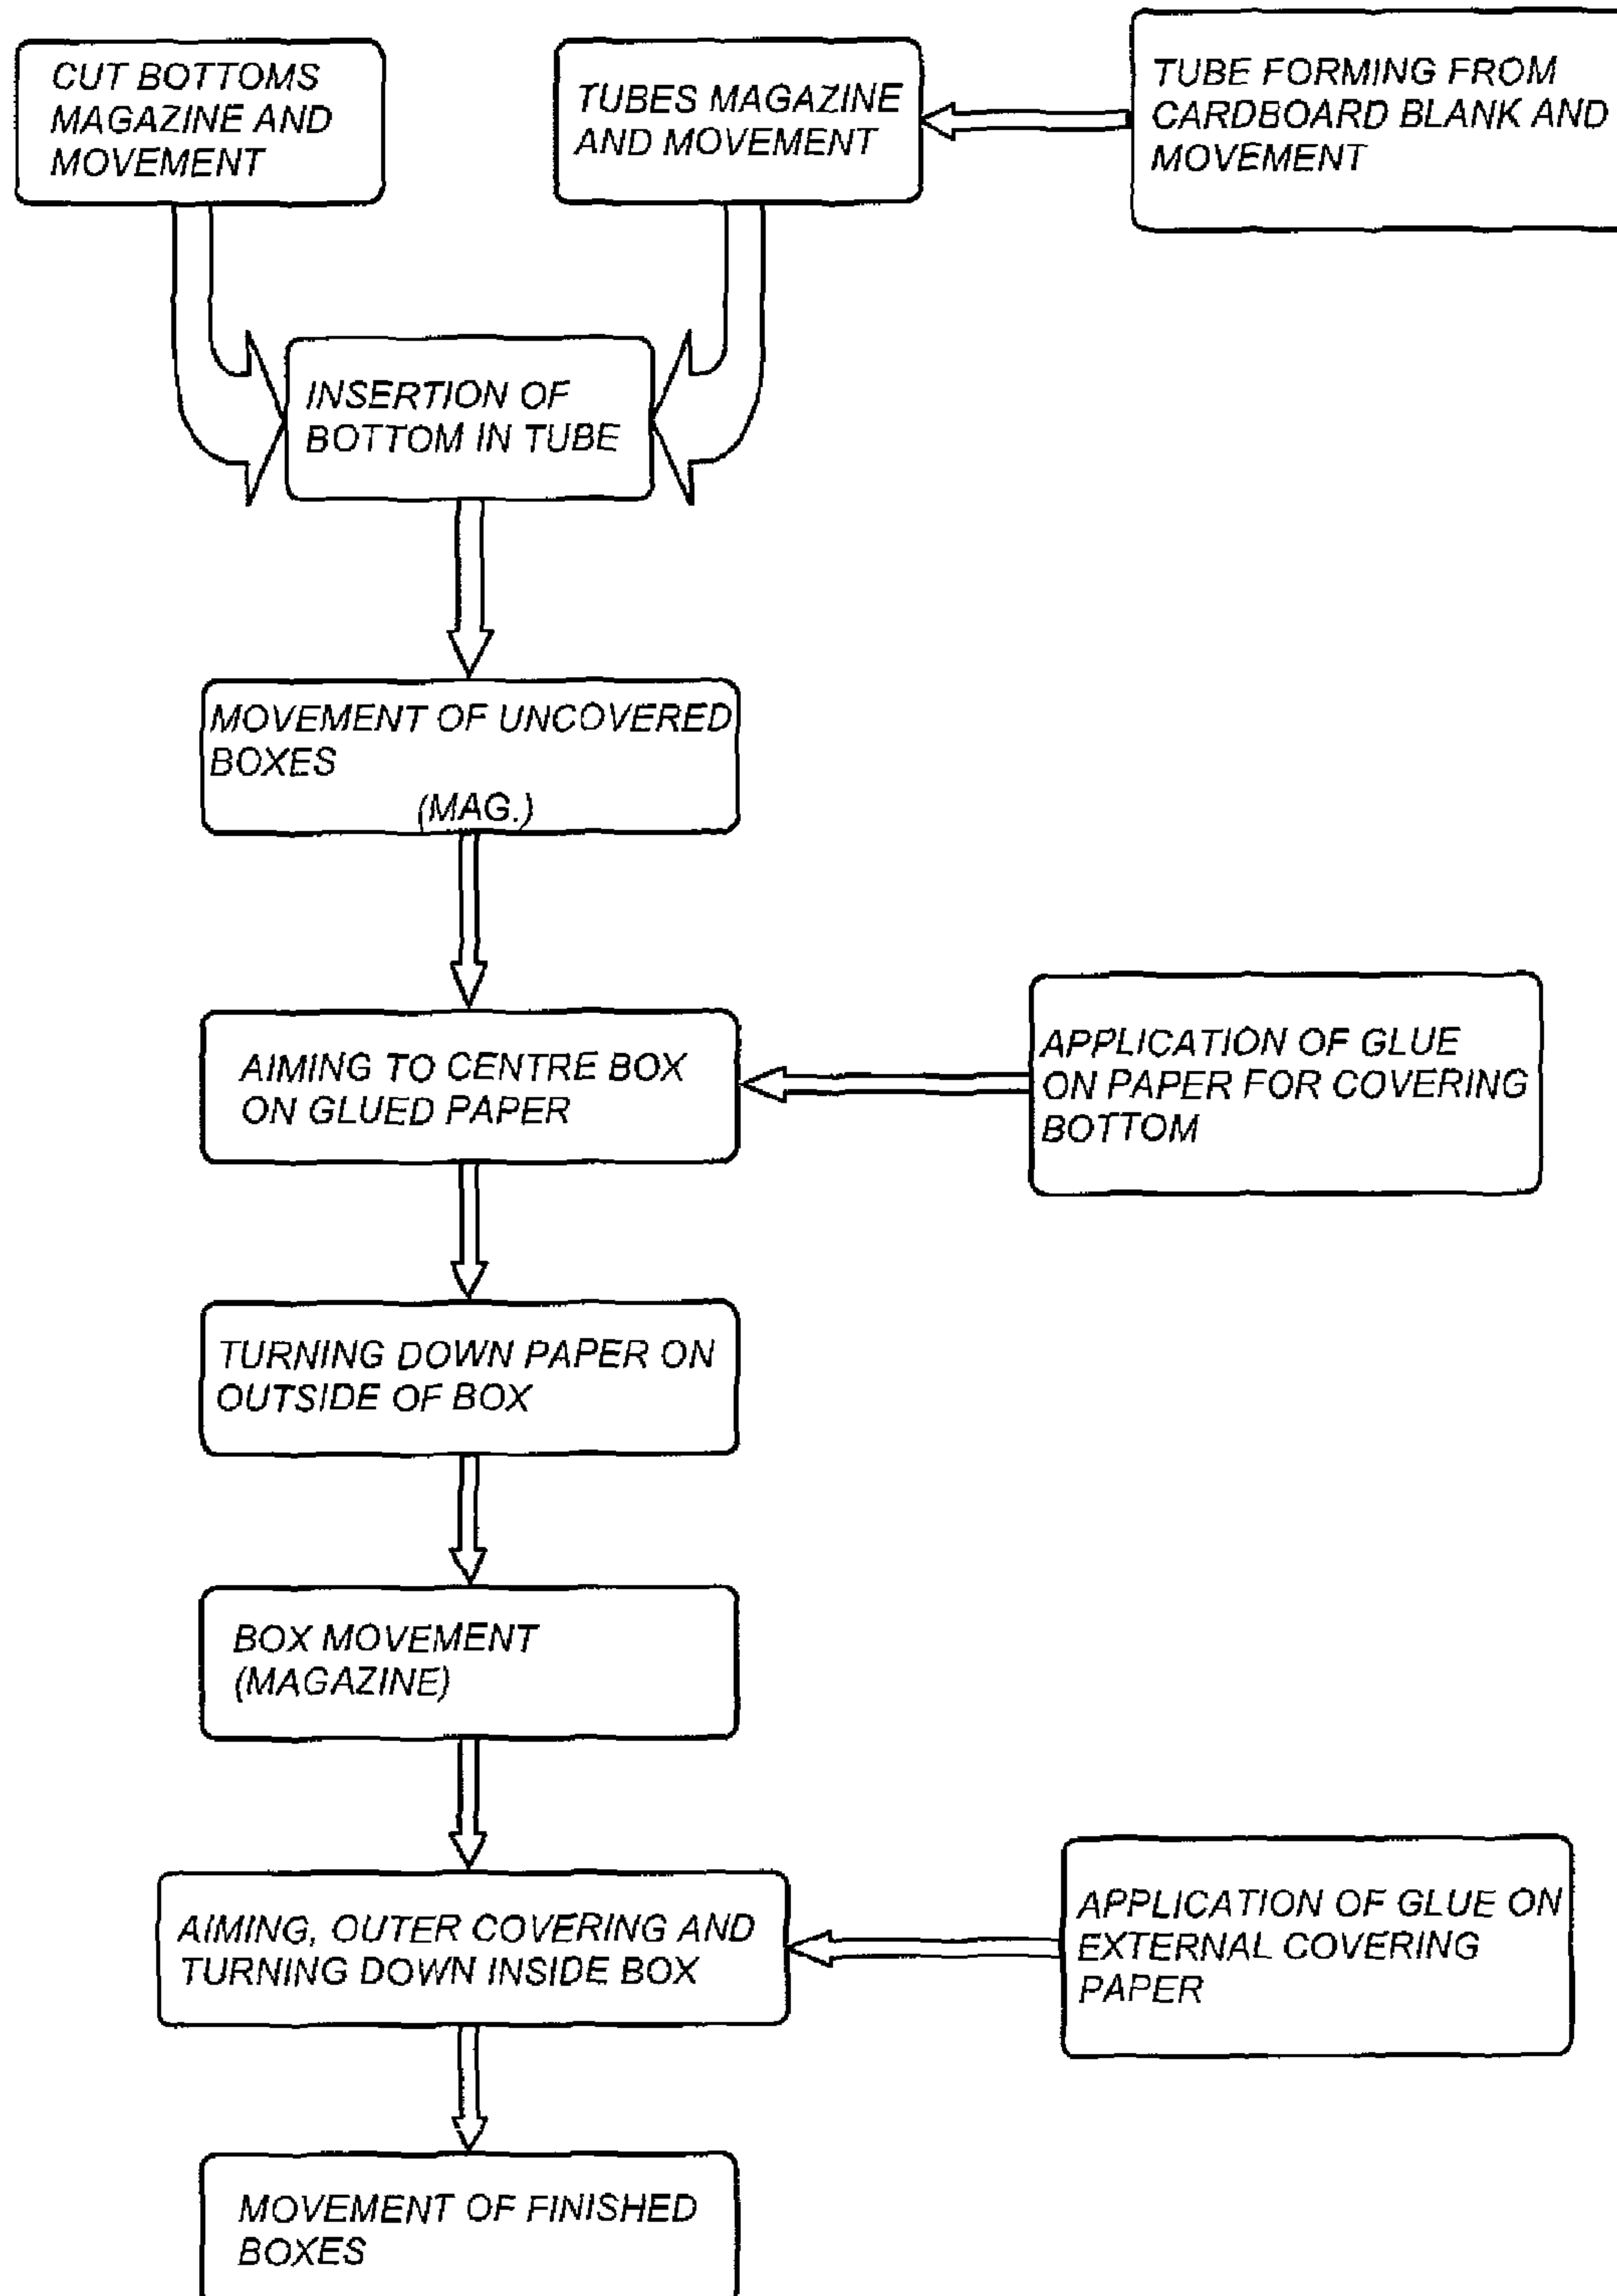 CUT BOTTOMS
MAGAZINE AND
MOVEMENT
TUBES MAGAZINE
AND MOVEMENT
TUBE FORMING FROM
CARDBOARD BLANK AND
MOVEMENT
INSERTION OF
BOTTOM IN TUBE
MOVEMENT OF UNCOVERED
BOXES
(MAG.)
AIMING TO CENTRE BOX
ON GLUED PAPER
APPLICATION OF GLUE
ON PAPER FOR COVERING
BOTTOM
TURNING DOWN PAPER ON
OUTSIDE OF BOX
BOX MOVEMENT
(MAGAZINE)
AIMING, OUTER COVERING AND
TURNING DOWN INSIDE BOX
APPLICATION OF GLUE ON
EXTERNAL COVERING
PAPER
MOVEMENT OF FINISHED
BOXES